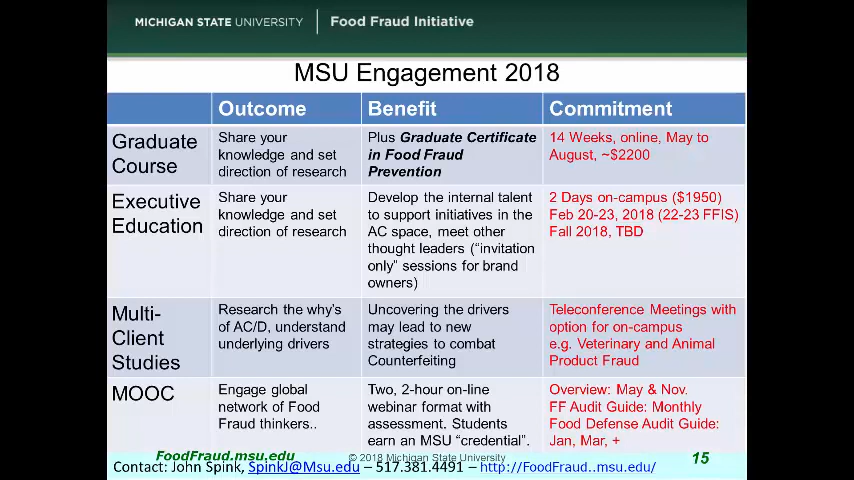 MICHIGAN STATE UNIVERSITY | Food Fraud Initiative
MSU Engagement 2018
Outcome Benefit Commitment
Graduate Course
Share your
knowledge and set
direction of research
Plus Graduate Certificate
in Food Fraud
Prevention
14 Weeks, online, May to
August, ~$2200
Executive
Education
Share your
knowledge and set
direction of research
Develop the internal talent
to support initiatives in the
AC space, meet other
thought leaders (“invitation
only” sessions for brand
owners)
2 Days on-campus ($1950)
Feb 20-23, 2018 (22-23 FFIS)
Fall 2018, TBD
Multi-
Client
Studies
Research the why’s
of AC/D, understand
underlying drivers
Uncovering the drivers
may lead to new
strategies to combat
Counterfeiting
Teleconference Meetings with
option for on-campus
e.g. Veterinary and Animal
Product Fraud
MOOC
Engage global
network of Food
Fraud thinkers..
Two, 2-hour on-line
webinar format with
assessment. Students
earn an MSU “credential”.
Overview: May & Nov.
FF Audit Guide: Monthly
Food Defense Audit Guide:
Jan, Mar, +
FoodFraud.msu.edu © 2018 Michigan State University 15
Contact: John Spink, SpinkJ@Msu.edu – 517.381.4491 – http://FoodFraud..msu.edu/